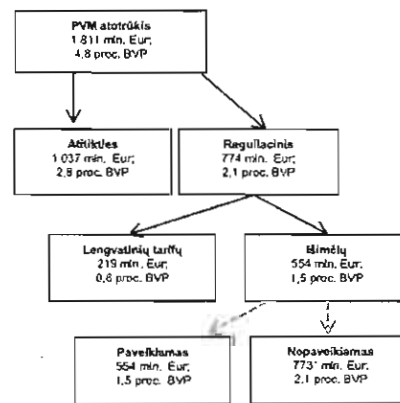 PVM atotrūkis
1.811 mln. Eur;
4,8 proc. BVP
Atitikties
1 037 mln. Eur;
2,8 proc. BVP
Reguliacinis
774 mln. Eur;
2,1 proc. BVP
Lengvatinių tarifų
219 mln. Eur;
0,6 proc. BVP
Išimčių
554 mln. Eur;
1,5 proc. BVP
Paveikiamas
554 mln. Eur;
1,5 proc. BVP
Nepaveikiamas
773¹ mln. Eur;
2,1 proc. BVP